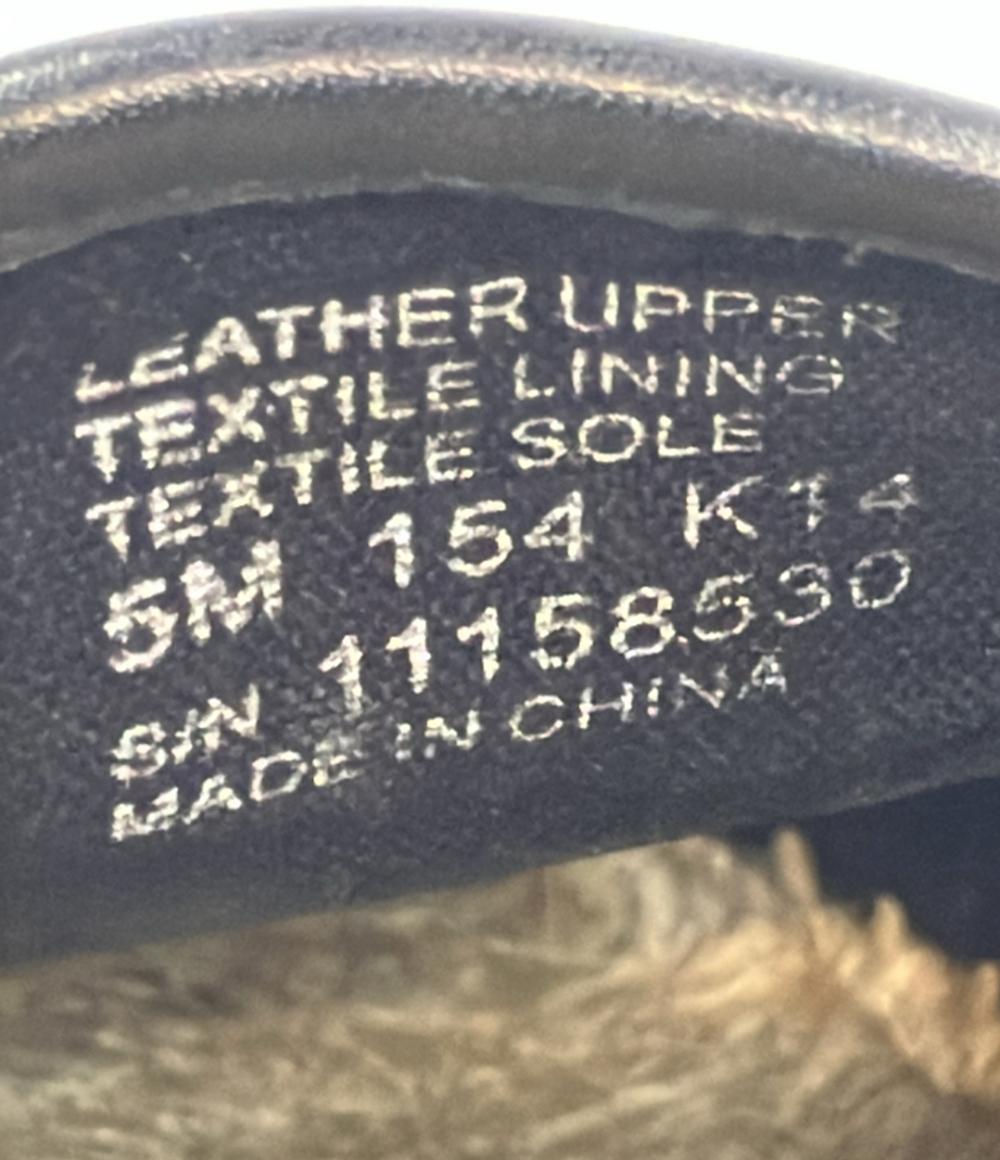 LEATHER UPPER
TEXTILE LINING
TEXTILE SOLE
5M 154 K14
S/N 11158530
MADE IN CHINA